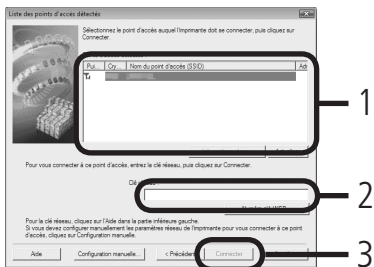 Liste des points d'accès détectés
Sélectionnez le point d'accès auquel l'imprimante doit se connecter, puis cliquez sur
Connecter.
Pui... Cry... Nom du point d'accès (SSID) Adr
1
Pour vous connecter à ce point d'accès, entrez la clé réseau, puis cliquez sur Connecter.
Clé
2
Pour la clé réseau, cliquez sur l'Aide dans la partie inférieure gauche.
Si vous devez configurer manuellement les paramètres réseau de l'imprimante pour vous connecter à ce point
d'accès, cliquez sur Configuration manuelle.
Aide Configuration manuelle... < Précédent Connecter
3